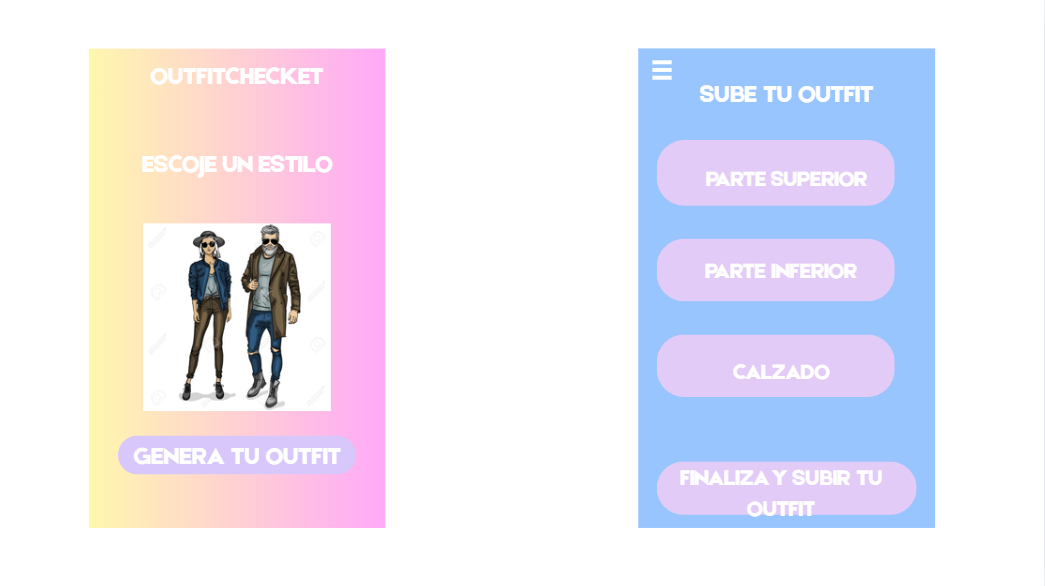 OUTFITCHECKET
ESCOJE UN ESTILO
GENERA TU OUTFIT
SUBE TU OUTFIT
PARTE SUPERIOR
PARTE INFERIOR
CALZADO
FINALIZA Y SUBIR TU
OUTFIT